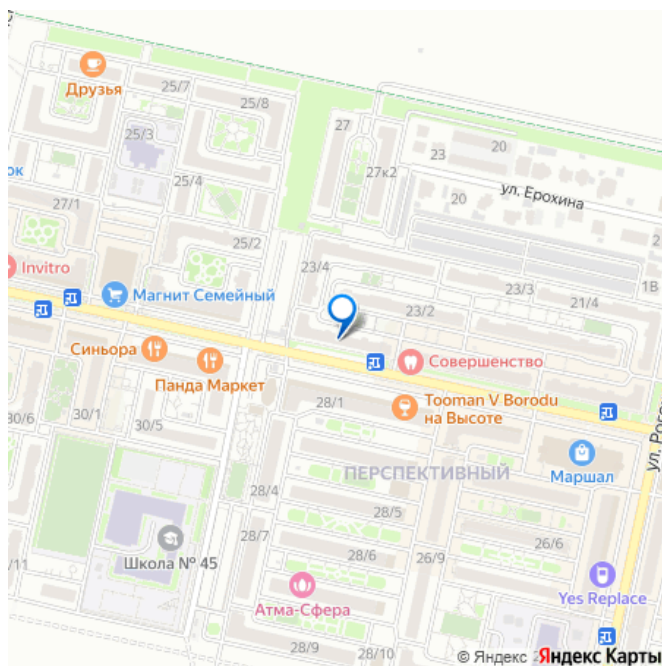 Друзья
25/7
25/8
25/3
25/4
27
20
23
27к2
ул. Ерохина
20
ок
27/1
25/2
Invitro
23/4
Магнит Семейный
23/3
21/4
1В
23/2
Синьора
Панда Маркет
Совершенство
Tooman V Borodu
на Высоте
28/1
30/6
30/1
30/5
ПЕРСПЕКТИВНЫЙ
Маршал
28/4
28/5
28/7
28/6
26/9
26/6
Школа № 45
/11
Атма-Сфера
Yes Replace
28/9
28/10
© Яндекс
Яндекс Карты